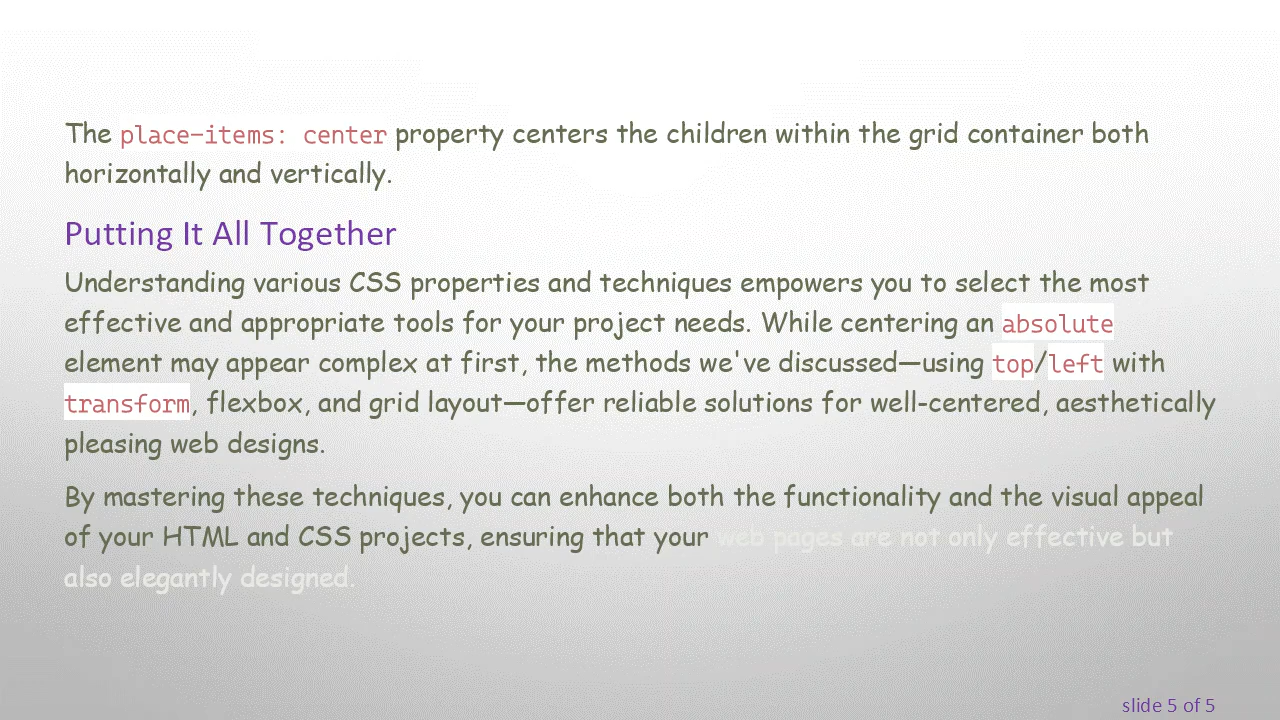 The place-items: center property centers the children within the grid container both
horizontally and vertically.
Putting It All Together
Understanding various CSS properties and techniques empowers you to select the most
effective and appropriate tools for your project needs. While centering an absolute
element may appear complex at first, the methods we've discussed—using top/left with
transform, flexbox, and grid layout—offer reliable solutions for well-centered, aesthetically
pleasing web designs.
By mastering these techniques, you can enhance both the functionality and the visual appeal
of your HTML and CSS projects, ensuring that your web pages are not only effective but
also elegantly designed.
slide 5 of 5